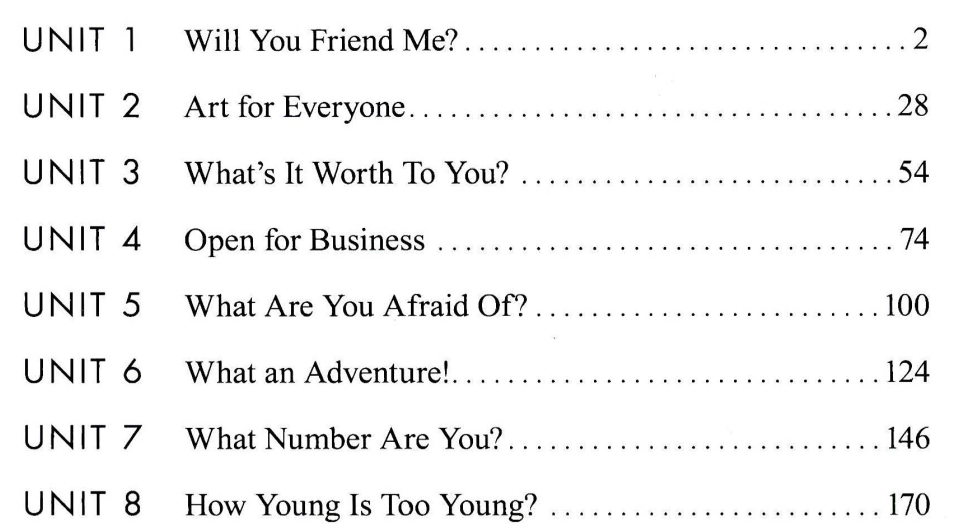 UNIT 1 Will You Friend Me? . . . . . . . . . . . . . . . . . . . . . . . . . . . . . . . . 2
UNIT 2 Art for Everyone . . . . . . . . . . . . . . . . . . . . . . . . . . . . . . . . . . . 28
UNIT 3 What's It Worth To You? . . . . . . . . . . . . . . . . . . . . . . . . . . . 54
UNIT 4 Open for Business . . . . . . . . . . . . . . . . . . . . . . . . . . . . . . . . . 74
UNIT 5 What Are You Afraid Of? . . . . . . . . . . . . . . . . . . . . . . . . . 100
UNIT 6 What an Adventure! . . . . . . . . . . . . . . . . . . . . . . . . . . . . . . . 124
UNIT 7 What Number Are You? . . . . . . . . . . . . . . . . . . . . . . . . . . . 146
UNIT 8 How Young Is Too Young? . . . . . . . . . . . . . . . . . . . . . . . . 170